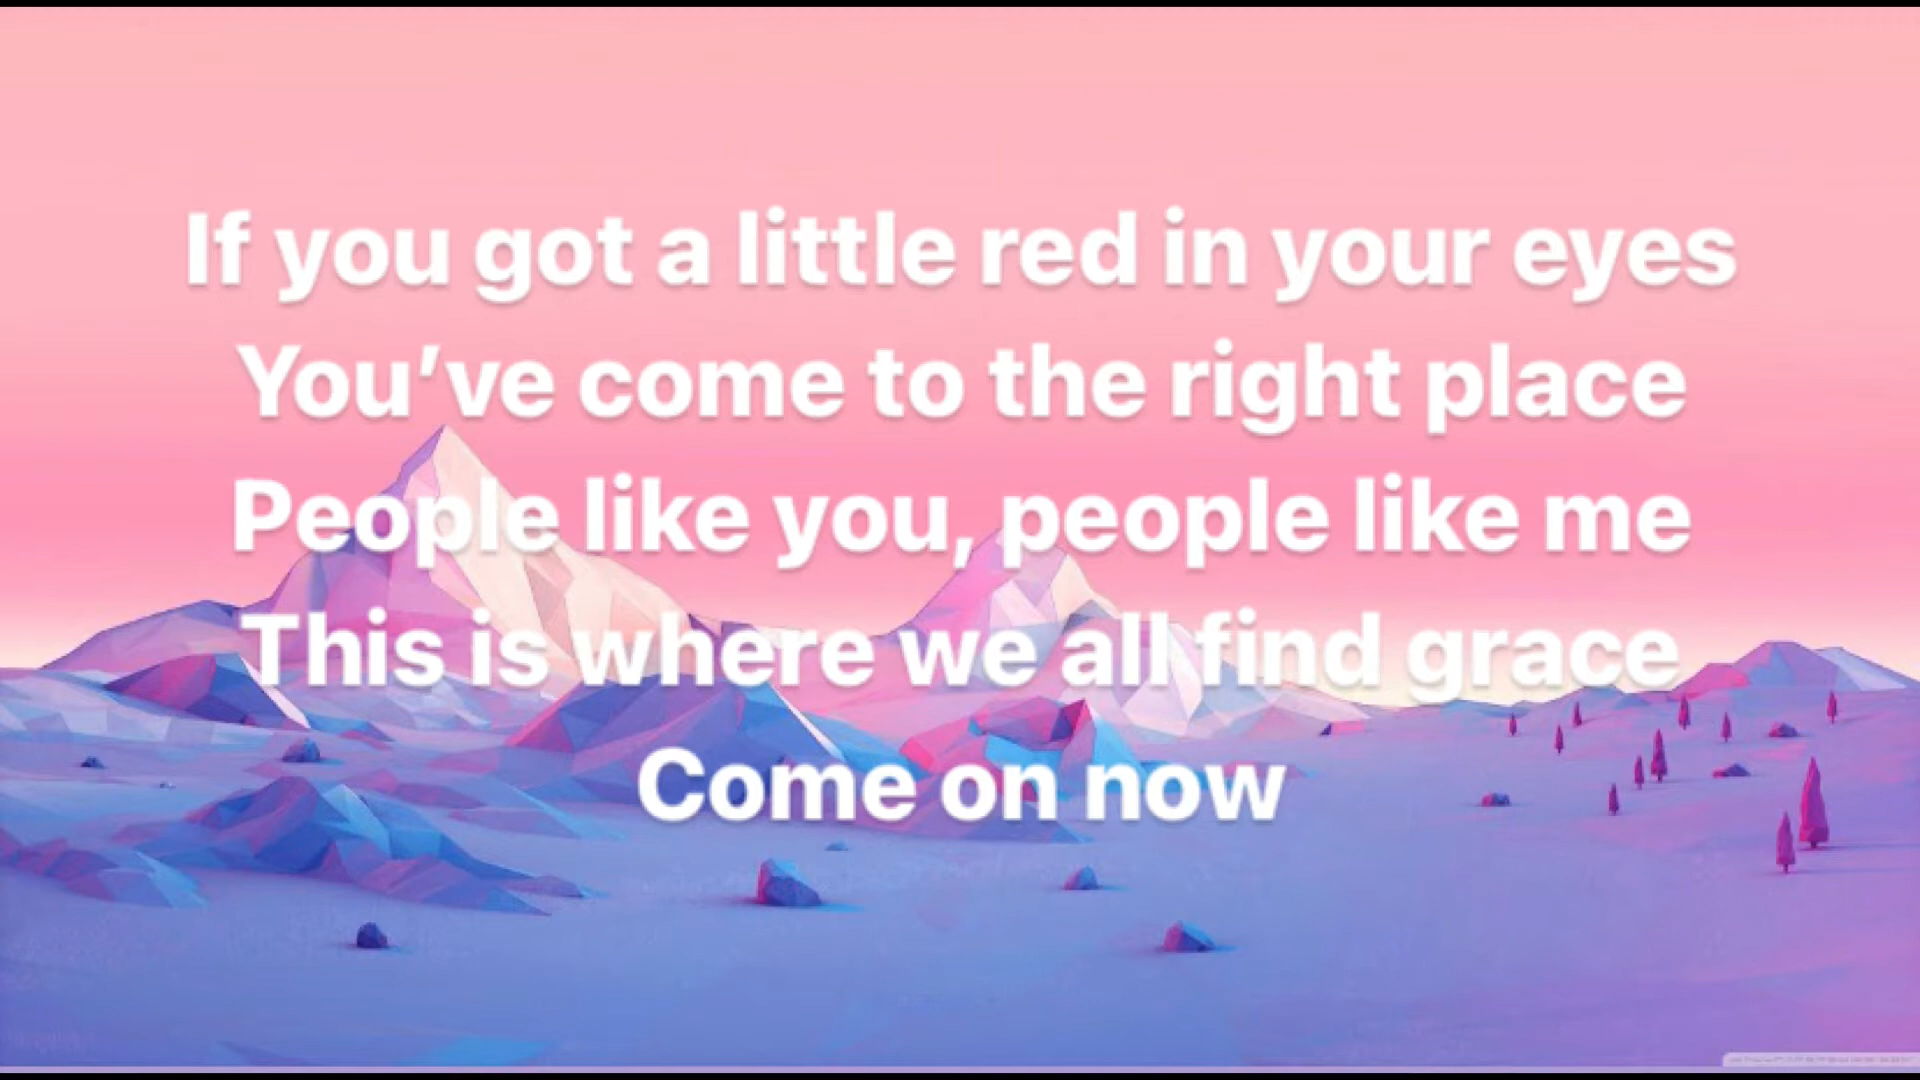 If you got a little red in your eyes
You’ve come to the right place
People like you, people like me
This is where we all find grace
Come on now